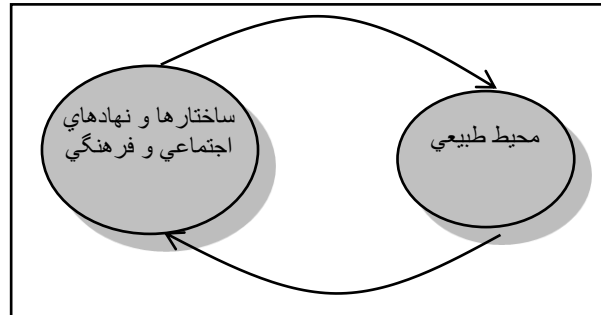 ساختارها و نهادهاي
اجتماعي و فرهنگي
محيط طبيعي